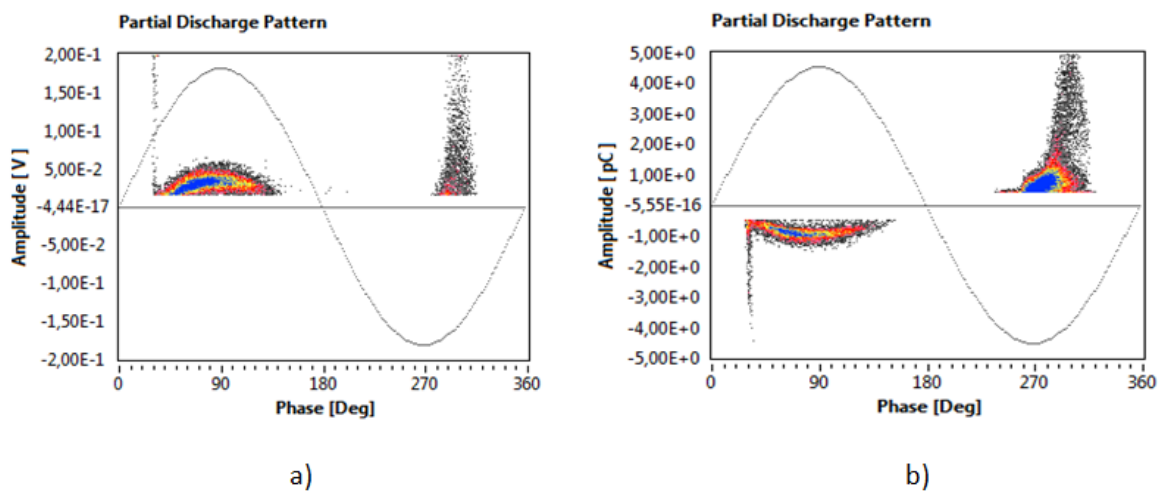 Partial Discharge Pattern
2,00E-1
1,50E-1
1,00E-1
5,00E-2
-4,44E-17
-5,00E-2
-1,00E-1
-1,50E-1
-2,00E-1
Amplitude [ V]
0
90
180
270
360
Phase [Deg]
a)
Partial Discharge Pattern
5,00E+0
4,00E+0
3,00E+0
2,00E+0
1,00E+0
-5,55E-16
-1,00E+0
-2,00E+0
-3,00E+0
-4,00E+0
-5,00E+0
Amplitude [ pC]
0
90
180
270
360
Phase [Deg]
b)